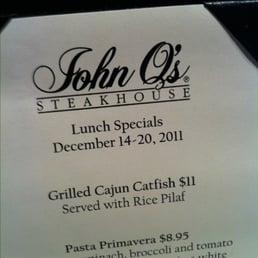 John Q's®
STEAKHOUSE
Lunch Specials
December 14-20, 2011
Grilled Cajun Catfish $11
Served with Rice Pilaf
Pasta Primavera $8.95
broccoli and tomato
white